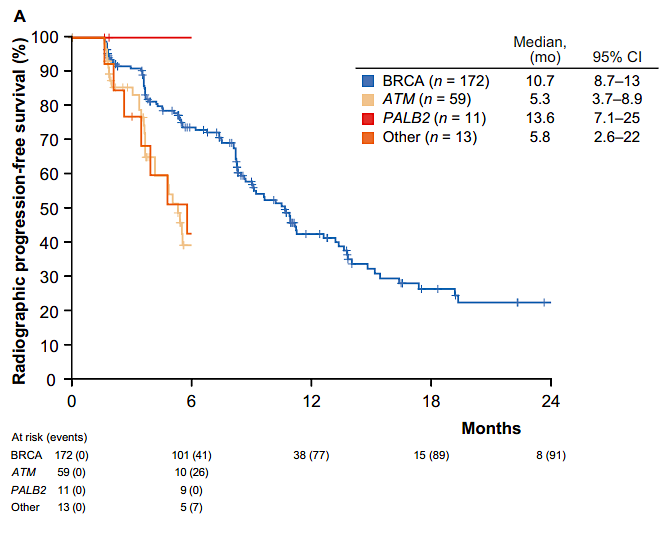 A
Radiographic progression-free survival (%)
100
90
80
70
60
50
40
30
20
10
0
0 6 12 18 24
Months
Median, (mo) 95% CI
BRCA (n = 172) 10.7 8.7–13
ATM (n = 59) 5.3 3.7–8.9
PALB2 (n = 11) 13.6 7.1–25
Other (n = 13) 5.8 2.6–22
At risk (events)
BRCA 172 (0) 101 (41) 38 (77) 15 (89) 8 (91)
ATM 59 (0) 10 (26)
PALB2 11 (0) 9 (0)
Other 13 (0) 5 (7)